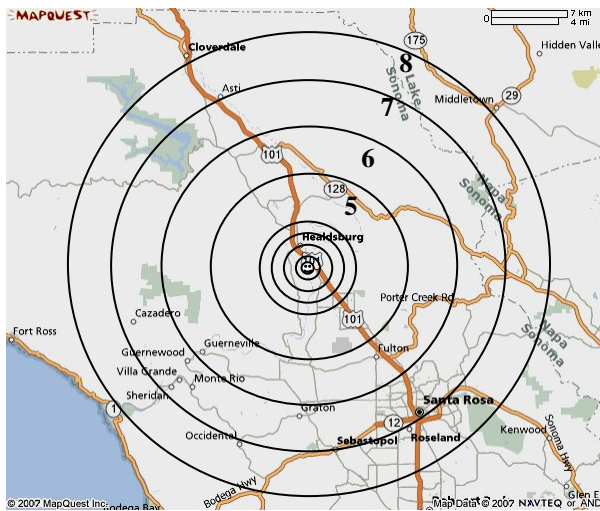 MAPQUEST
0 7 km
4 mi
175
Cloverdale
8
Hidden Valle
Lake
Sonoma
Asti
7
Middletown
29
101
6
128
Napa
Sonoma
5
Healdsburg
Porter Creek Rd
Cazadero
101
Napa
Sonoma
Fort Ross
Guerneville
Fulton
Guernewood
Villa Grande
Monte Rio
Sheridan
Santa Rosa
1
Graton
12
Occidental
Sebastopol
Roseland
Kenwood
Sonoma Hwy
Bodega Hwy
Glen E
© 2007 MapQuest Inc.
Bodega Bay
Map Data © 2007 NAVTEQ or AND